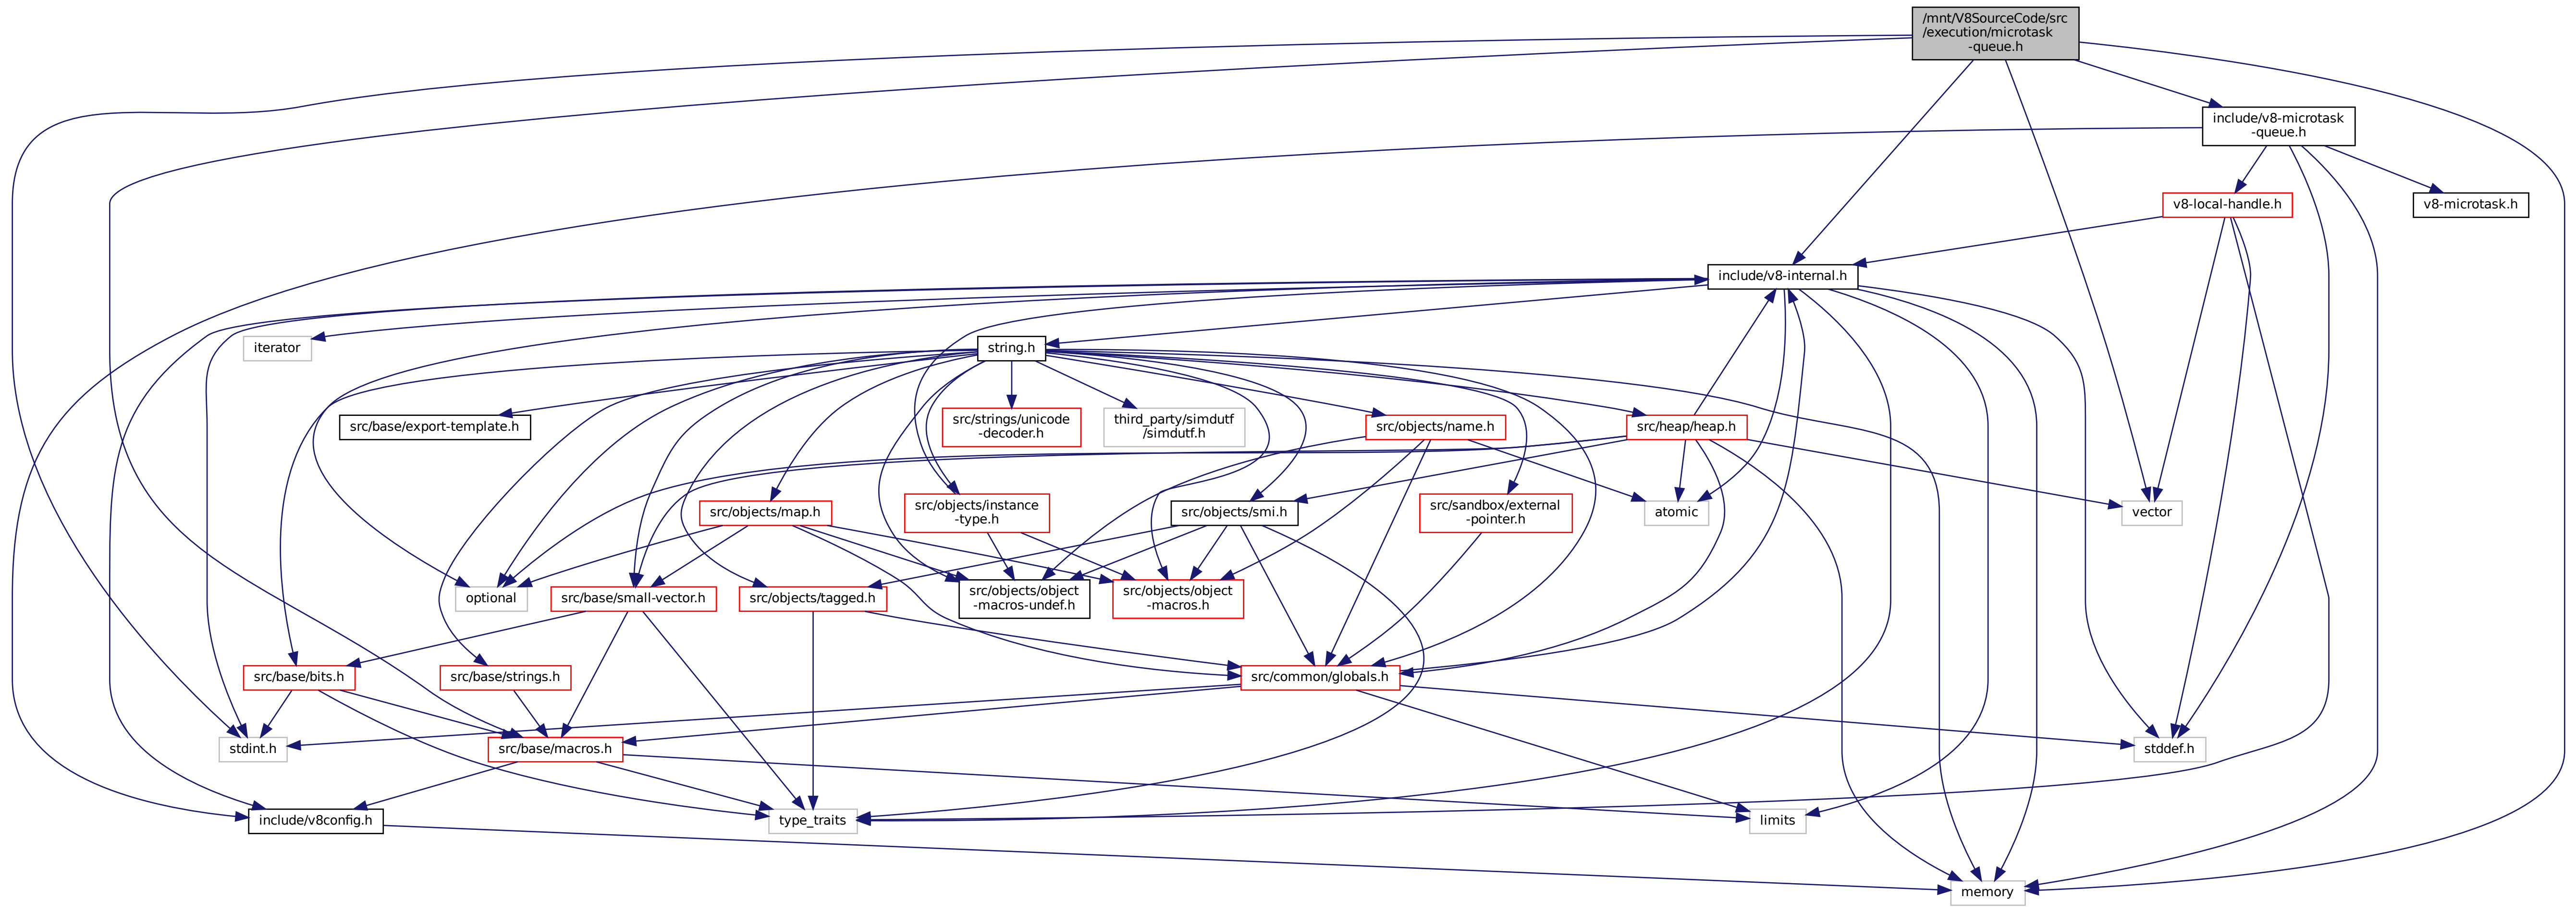 /mnt/V8SourceCode/src
/execution/microtask
-queue.h
include/v8-microtask
-queue.h
v8-local-handle.h
v8-microtask.h
include/v8-internal.h
iterator
string.h
src/base/export-template.h
src/strings/unicode
-decoder.h
third_party/simdutf
/simdutf.h
src/objects/name.h
src/heap/heap.h
src/objects/map.h
src/objects/instance
-type.h
src/objects/smi.h
src/sandbox/external
-pointer.h
atomic
vector
optional
src/base/small-vector.h
src/objects/tagged.h
src/objects/object
-macros-undef.h
src/objects/object
-macros.h
src/base/bits.h
src/base/strings.h
src/common/globals.h
stdint.h
src/base/macros.h
stddef.h
include/v8config.h
type_traits
limits
memory